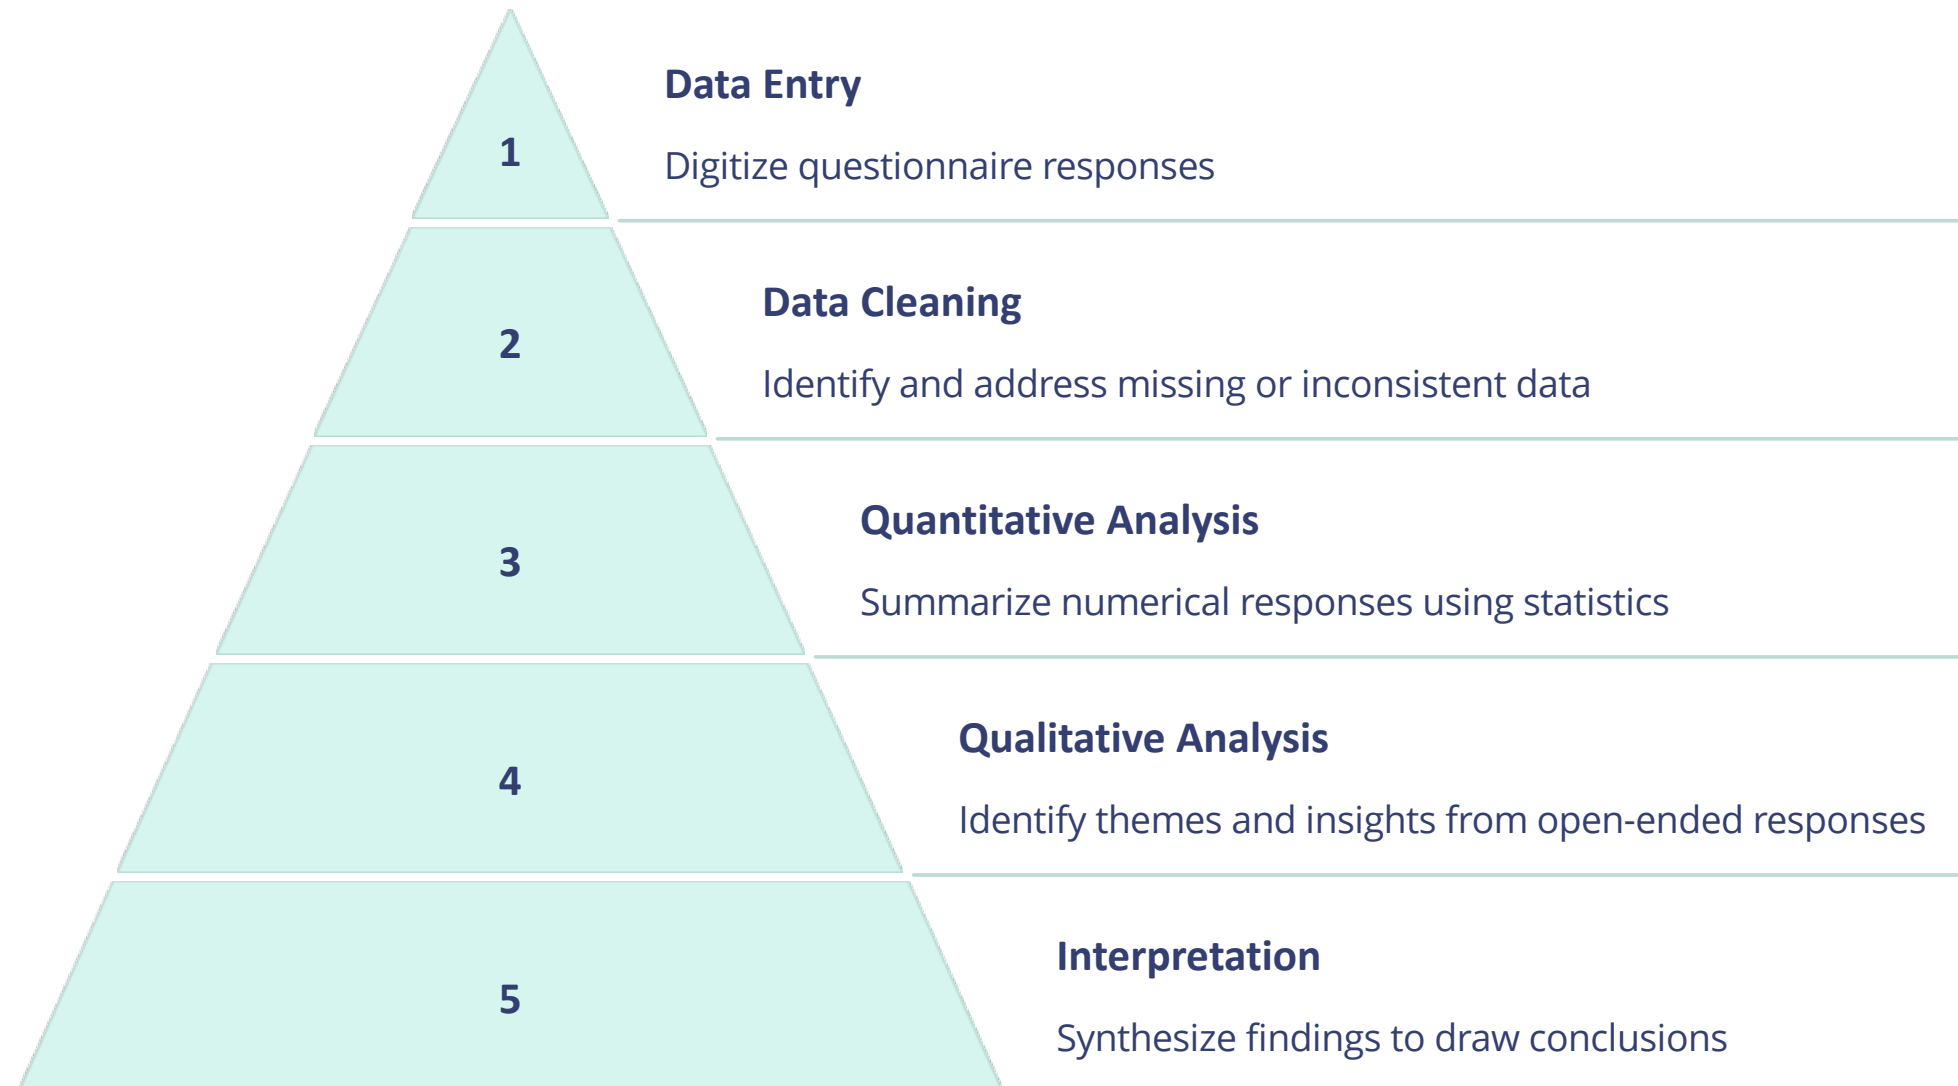 1
Data Entry
Digitize questionnaire responses
2
Data Cleaning
Identify and address missing or inconsistent data
3
Quantitative Analysis
Summarize numerical responses using statistics
4
Qualitative Analysis
Identify themes and insights from open-ended responses
5
Interpretation
Synthesize findings to draw conclusions